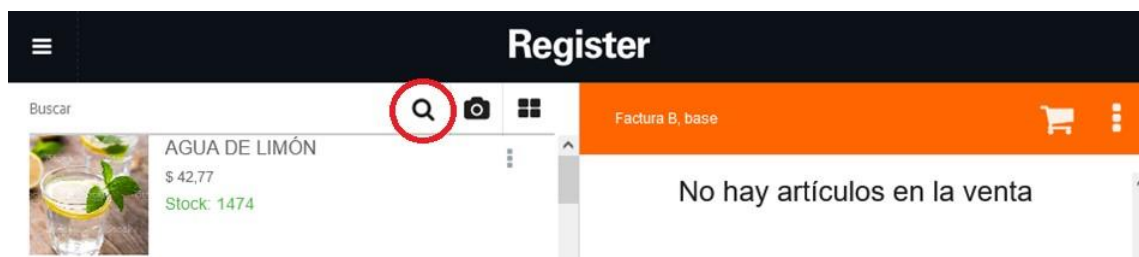 Register
Buscar
AGUA DE LIMÓN
$ 42,77
Stock: 1474
Factura B, base
No hay artículos en la venta